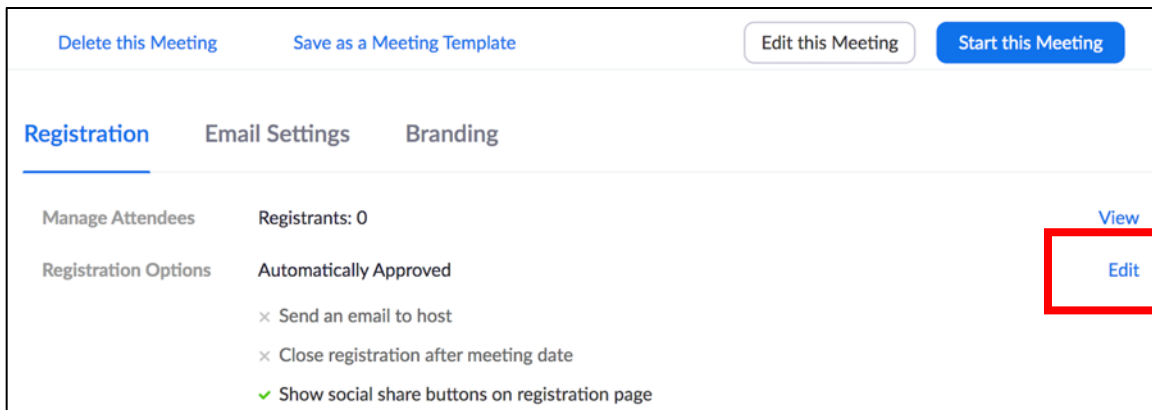 Delete this Meeting Save as a Meeting Template Edit this Meeting Start this Meeting
Registration Email Settings Branding
Manage Attendees Registrants: 0 View
Registration Options Automatically Approved Edit
× Send an email to host
× Close registration after meeting date
✓ Show social share buttons on registration page